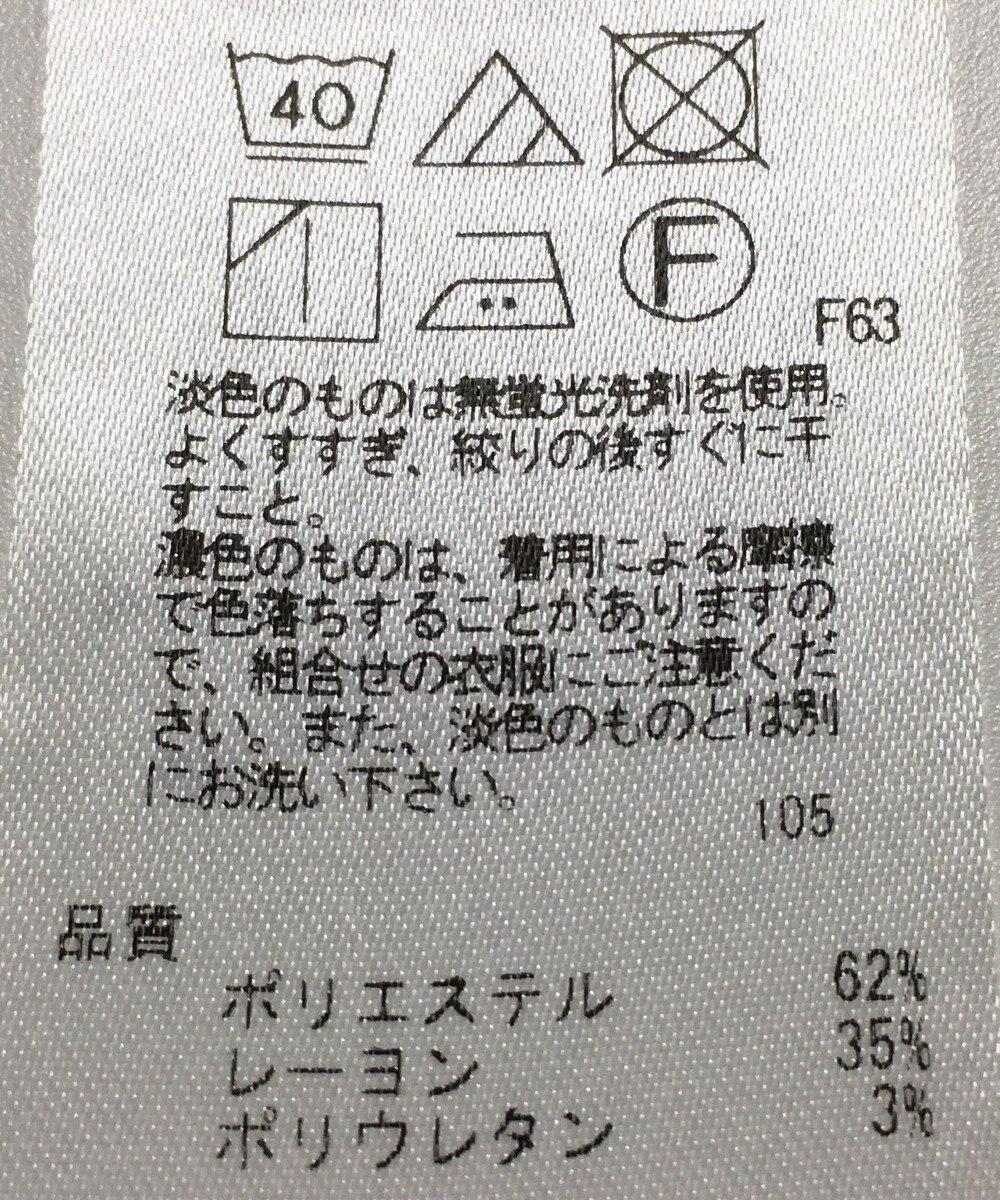 40
F
F63
淡色のものは無蛍光洗剤を使用。
よくすすぎ、絞りの後すぐに干
すこと。
濃色のものは、着用による摩擦
で色落ちすることがありますの
で、組合せの衣服にご注意くだ
さい。また、淡色のものとは別
にお洗い下さい。
105
品質
ポリエステル 62%
レーヨン 35%
ポリウレタン 3%